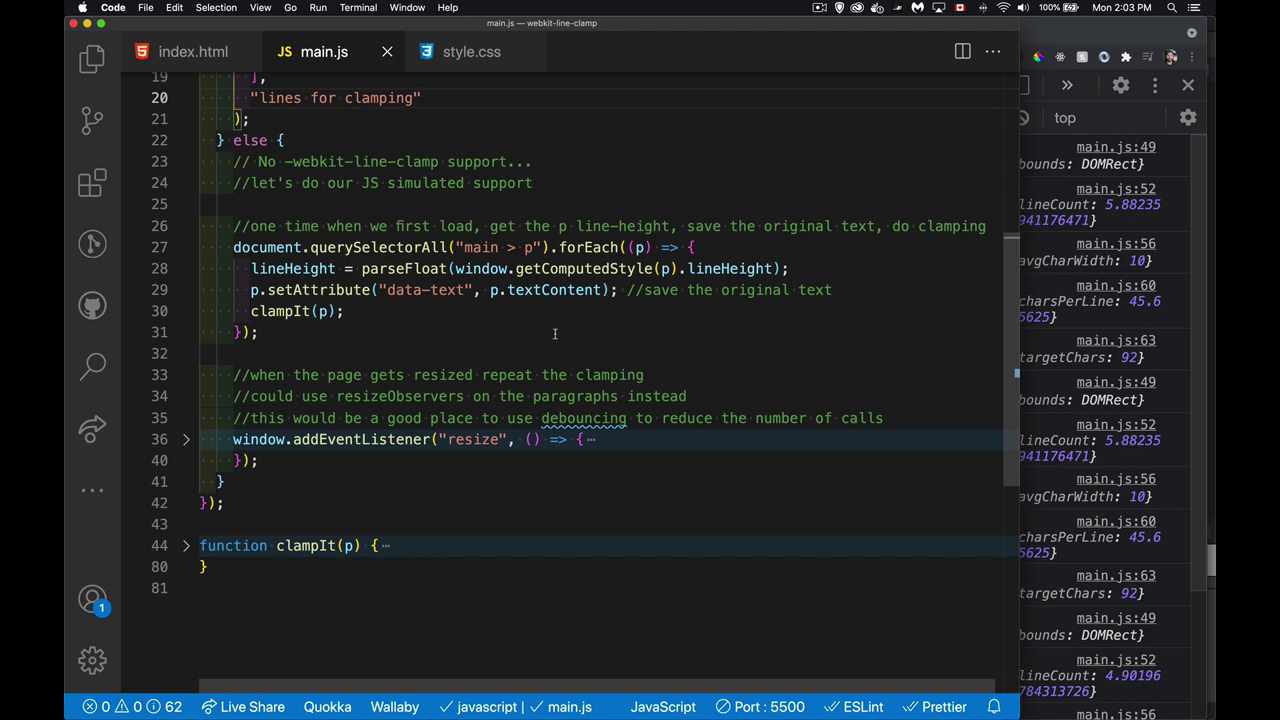 Code File Edit Selection View Go Run Terminal Window Help 100% Mon 2:03 PM
main.js — webkit-line-clamp
index.html JS main.js style.css
19 ],
20 "lines for clamping"
21 );
22 } else {
23 // No -webkit-line-clamp support...
24 //let's do our JS simulated support
25
26 //one time when we first load, get the p line-height, save the original text, do clamping
27 document.querySelectorAll("main > p").forEach((p) => {
28 lineHeight = parseFloat(window.getComputedStyle(p).lineHeight);
29 p.setAttribute("data-text", p.textContent); //save the original text
30 clampIt(p);
31 });
32
33 //when the page gets resized repeat the clamping
34 //could use resizeObservers on the paragraphs instead
35 //this would be a good place to use debouncing to reduce the number of calls
36 window.addEventListener("resize", () => {
40 });
41 }
42 });
43
44 function clampIt(p) {
80 }
81
top
main.js:49
bounds: DOMRect}
main.js:52
lineCount: 5.88235
941176471}
main.js:56
avgCharWidth: 10}
main.js:60
charsPerLine: 45.6
5625}
main.js:63
targetChars: 92}
main.js:49
bounds: DOMRect}
main.js:52
lineCount: 5.88235
941176471}
main.js:56
avgCharWidth: 10}
main.js:60
charsPerLine: 45.6
5625}
main.js:63
targetChars: 92}
main.js:49
bounds: DOMRect}
main.js:52
lineCount: 4.90196
784313726}
main.js:56
1
0 0 62 Live Share Quokka Wallaby javascript | main.js JavaScript Port : 5500 ESLint Prettier